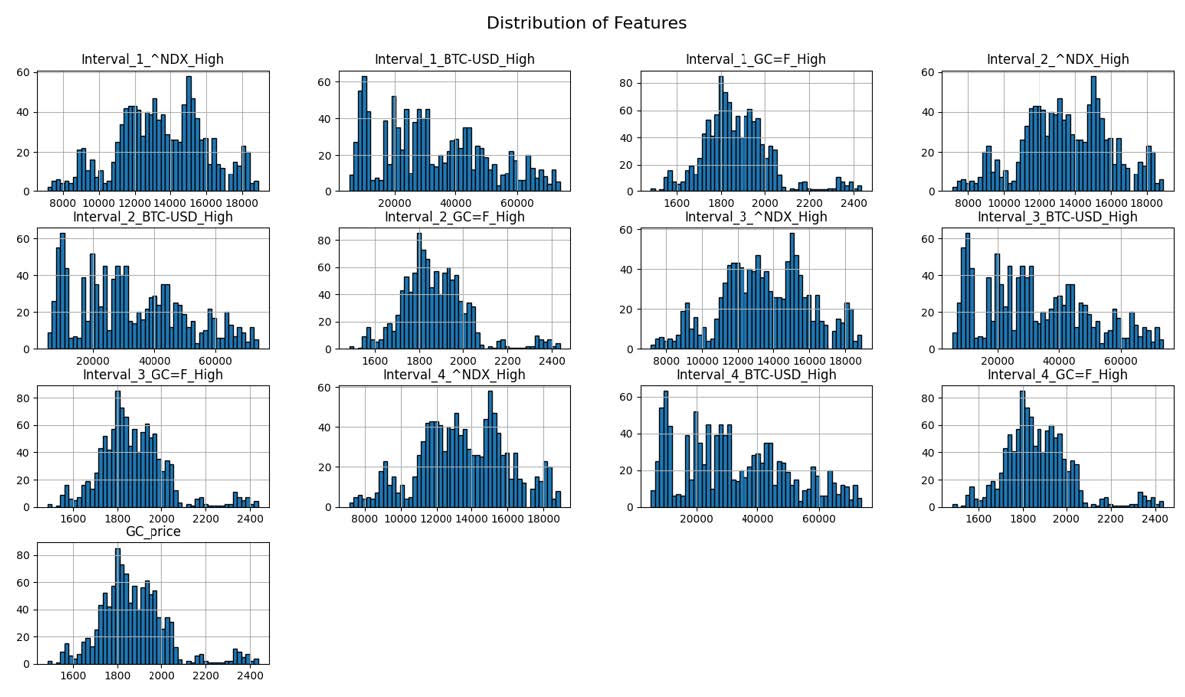 Distribution of Features
Interval_1_^NDX_High
Interval_1_BTC-USD_High
Interval_1_GC=F_High
Interval_2_^NDX_High
60
40
20
0
8000 10000 12000 14000 16000 18000
60
40
20
0
20000 40000 60000
80
60
40
20
0
1600 1800 2000 2200 2400
60
40
20
0
8000 10000 12000 14000 16000 18000
Interval_2_BTC-USD_High
Interval_2_GC=F_High
Interval_3_^NDX_High
Interval_3_BTC-USD_High
60
40
20
0
20000 40000 60000
80
60
40
20
0
1600 1800 2000 2200 2400
60
40
20
0
8000 10000 12000 14000 16000 18000
60
40
20
0
20000 40000 60000
Interval_3_GC=F_High
Interval_4_^NDX_High
Interval_4_BTC-USD_High
Interval_4_GC=F_High
80
60
40
20
0
1600 1800 2000 2200 2400
60
40
20
0
8000 10000 12000 14000 16000 18000
60
40
20
0
20000 40000 60000
80
60
40
20
0
1600 1800 2000 2200 2400
GC_price
80
60
40
20
0
1600 1800 2000 2200 2400